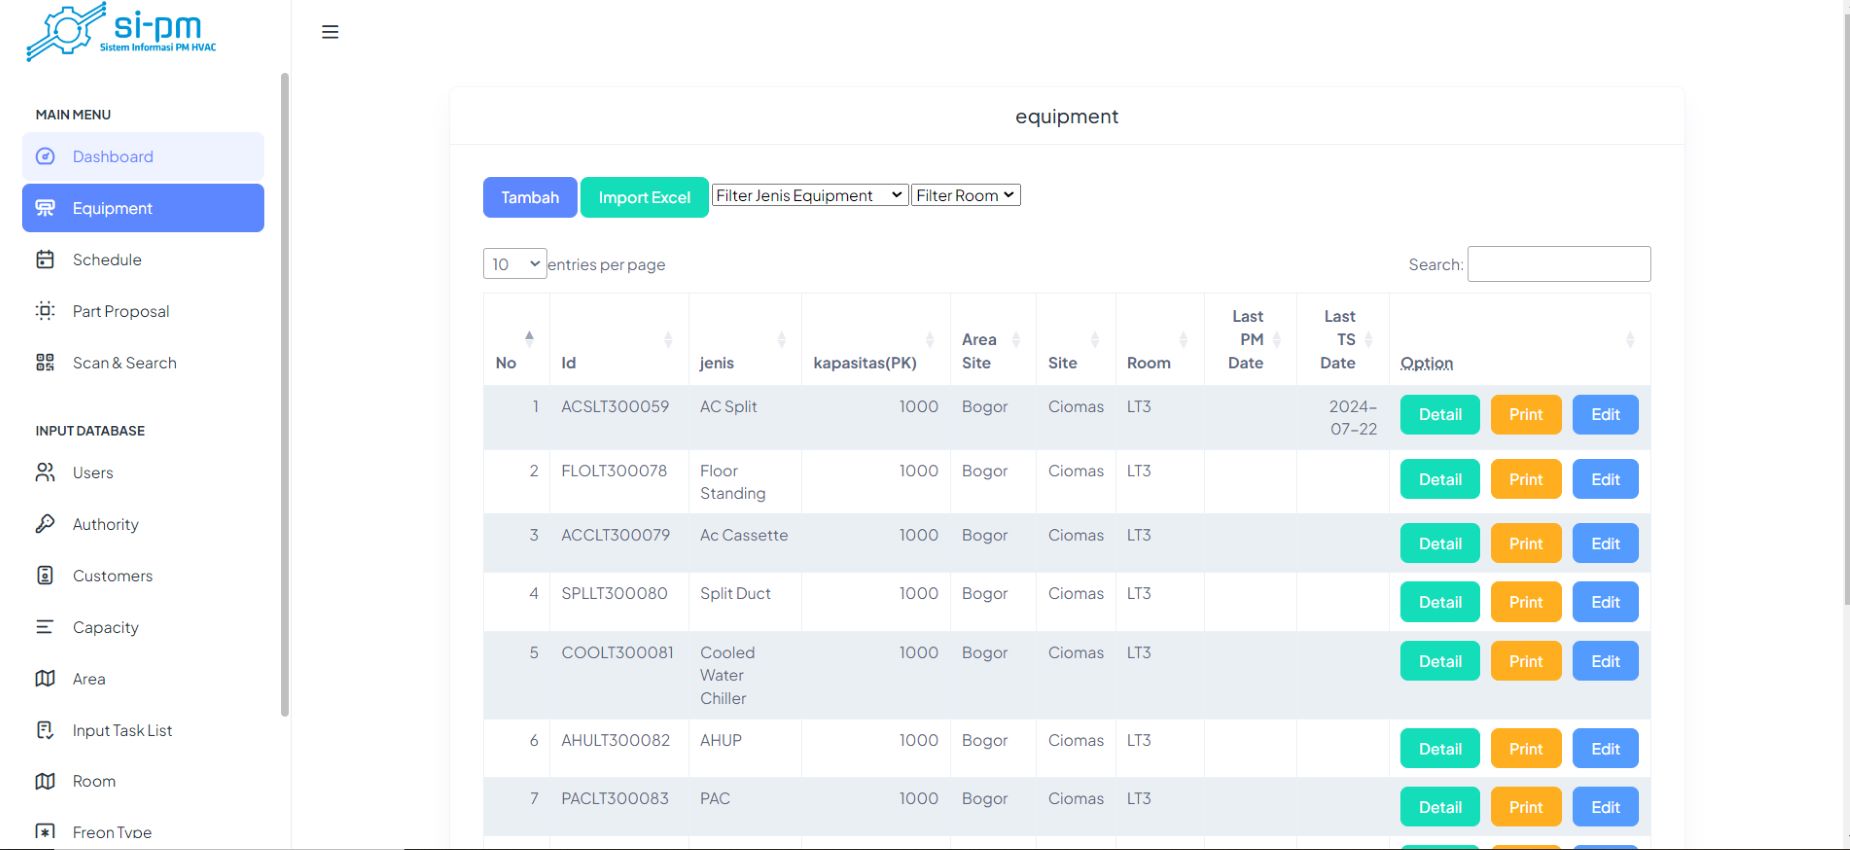 si-pm
Sistem Informasi PM HVAC
MAIN MENU
Dashboard
Equipment
Schedule
Part Proposal
Scan & Search
INPUT DATABASE
Users
Authority
Customers
Capacity
Area
Input Task List
Room
Freon Type
equipment
Tambah Import Excel Filter Jenis Equipment Filter Room
10 entries per page Search:
No Id jenis kapasitas(PK) Area Site Site Room Last PM Date Last TS Date Option
1 ACSLT300059 AC Split 1000 Bogor Ciomas LT3 2024-07-22 Detail Print Edit
2 FLOLT300078 Floor Standing 1000 Bogor Ciomas LT3 Detail Print Edit
3 ACCLT300079 Ac Cassette 1000 Bogor Ciomas LT3 Detail Print Edit
4 SPLLT300080 Split Duct 1000 Bogor Ciomas LT3 Detail Print Edit
5 COOLT300081 Cooled Water Chiller 1000 Bogor Ciomas LT3 Detail Print Edit
6 AHULT300082 AHUP 1000 Bogor Ciomas LT3 Detail Print Edit
7 PACLT300083 PAC 1000 Bogor Ciomas LT3 Detail Print Edit